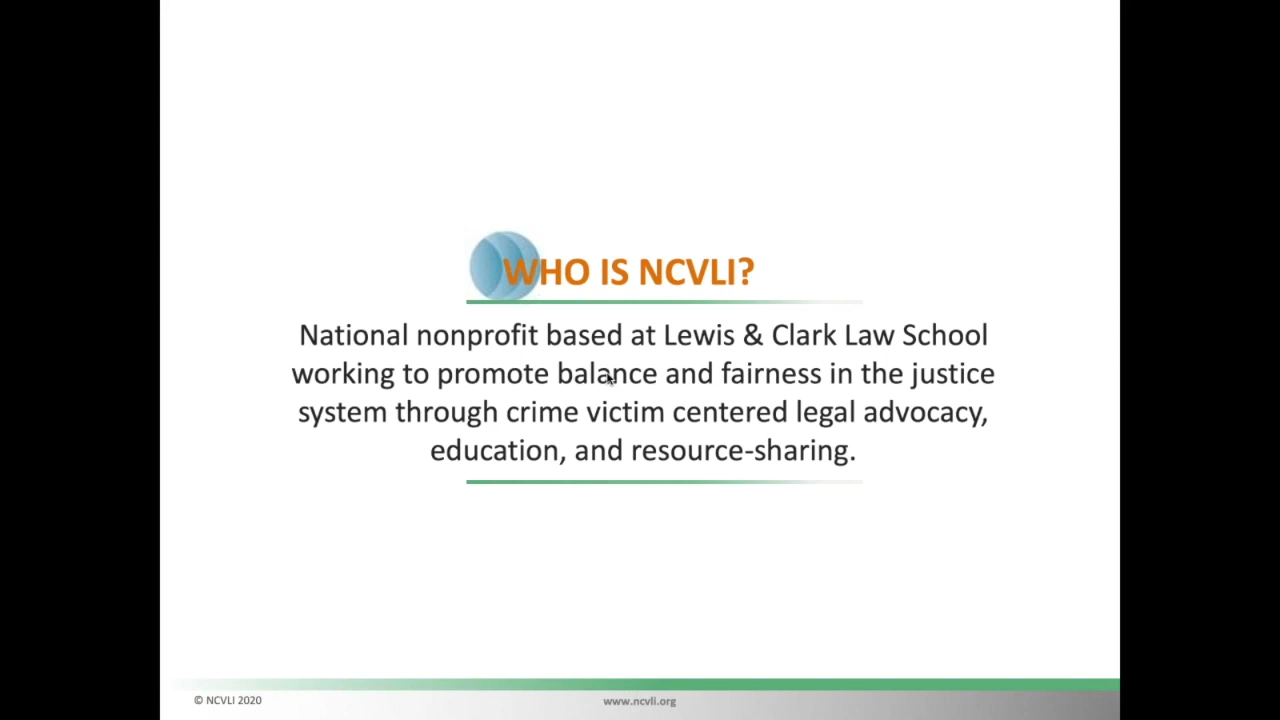 WHO IS NCVLI?
National nonprofit based at Lewis & Clark Law School
working to promote balance and fairness in the justice
system through crime victim centered legal advocacy,
education, and resource-sharing.
© NCVLI 2020
www.ncvli.org